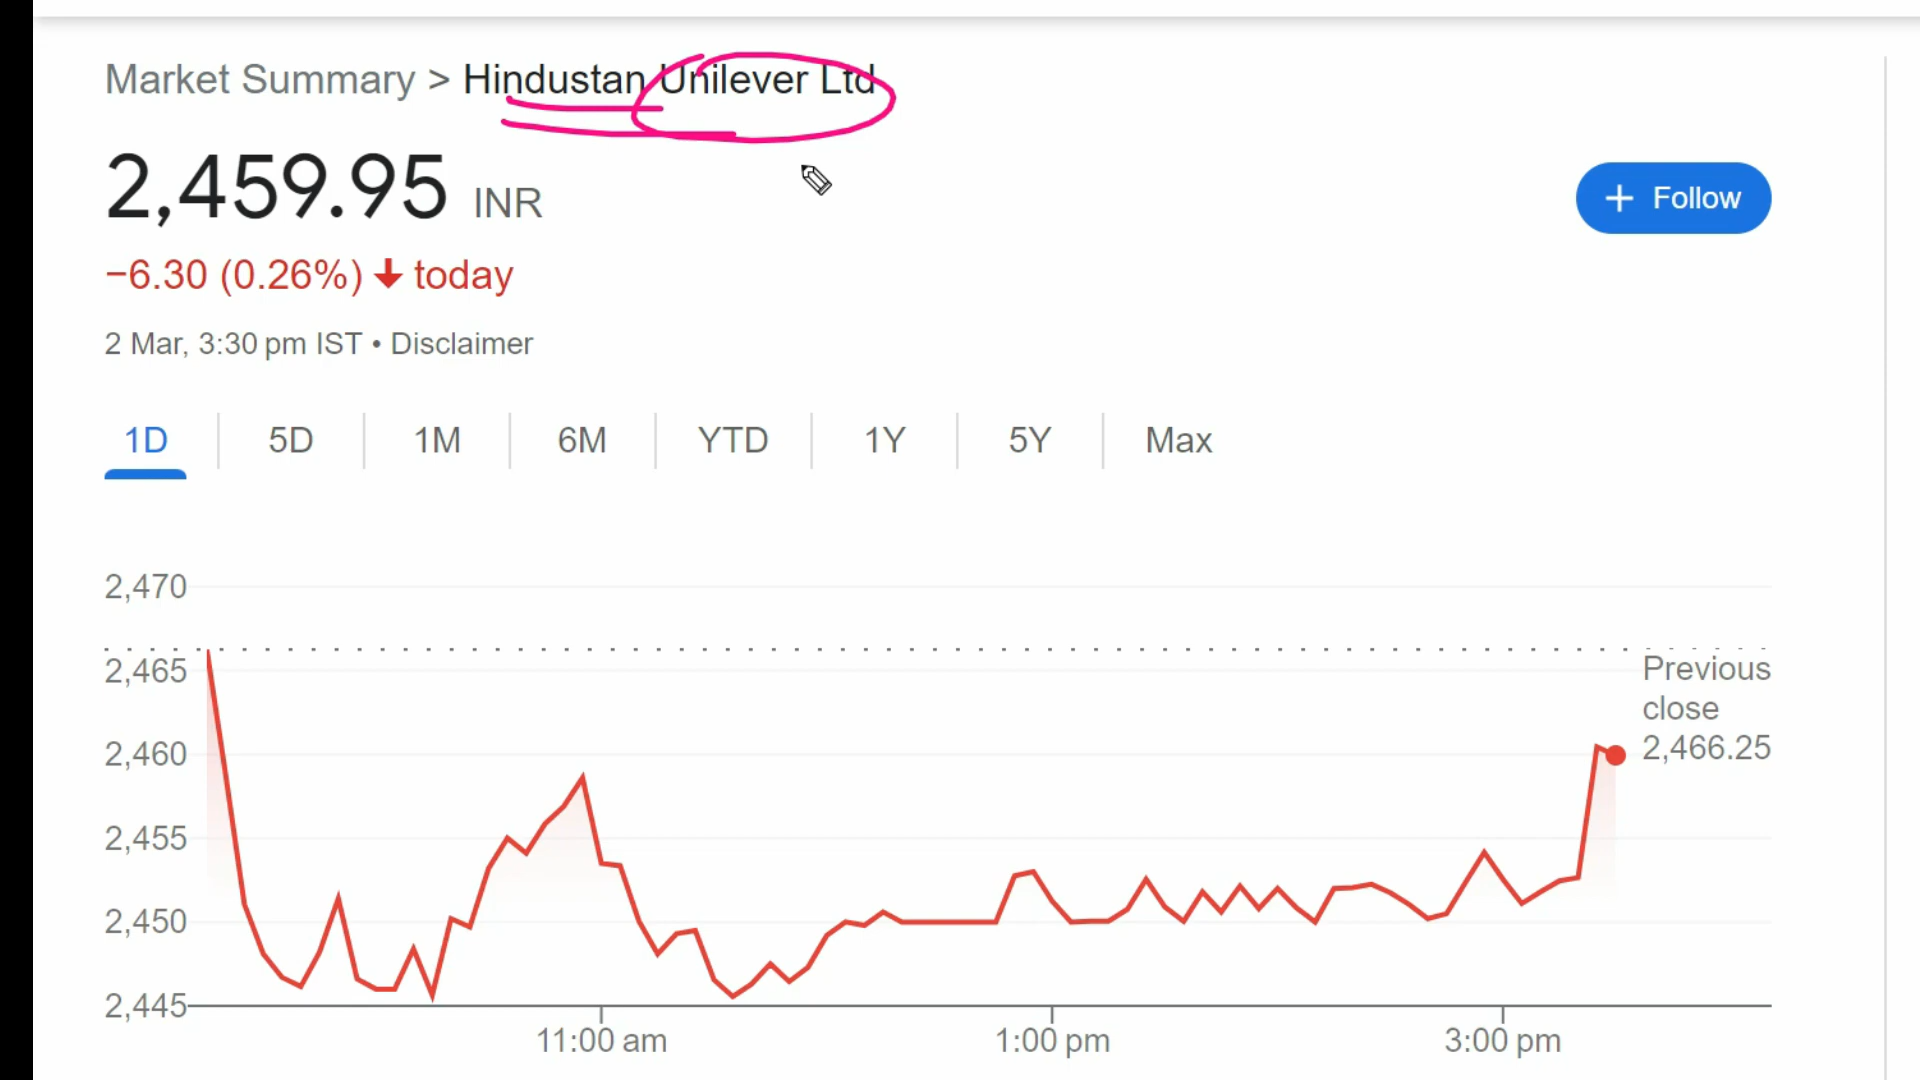 Market Summary > Hindustan Unilever Ltd
2,459.95 INR
+ Follow
−6.30 (0.26%) ↓ today
2 Mar, 3:30 pm IST • Disclaimer
1D 5D 1M 6M YTD 1Y 5Y Max
2,470
2,465
2,460
2,455
2,450
2,445
Previous
close
2,466.25
11:00 am 1:00 pm 3:00 pm